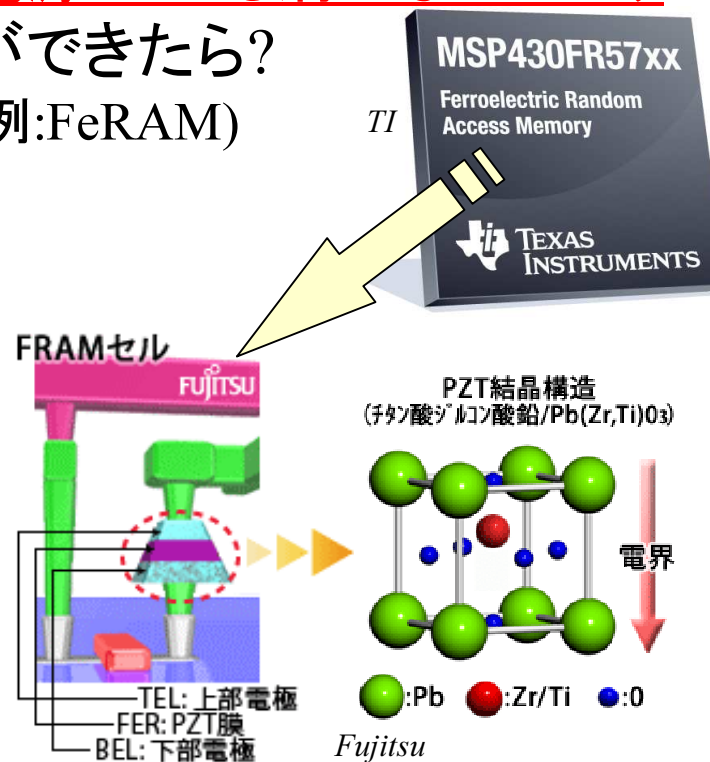 ができたら?
例:FeRAM)
TI
MSP430FR57xx
Ferroelectric Random
Access Memory
TEXAS
INSTRUMENTS
FRAMセル
FUJITSU
PZT結晶構造
(ﾁﾀﾝ酸ｼﾞﾙｺﾝ酸鉛/Pb(Zr,Ti)O3)
電界
TEL:上部電極
FER:PZT膜
BEL:下部電極
:Pb :Zr/Ti :O
Fujitsu